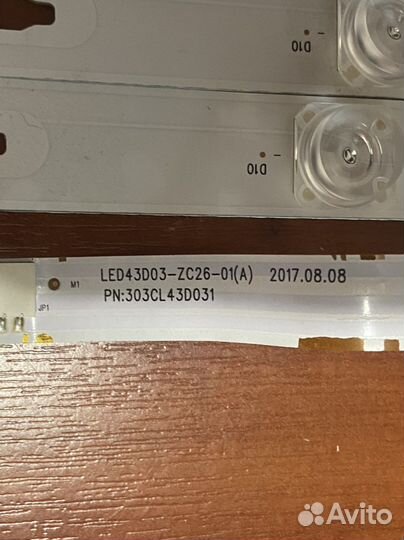 D10
D10
M1 LED43D03-ZC26-01(A) 2017.08.08
PN:303CL43D031
JP1
Avito